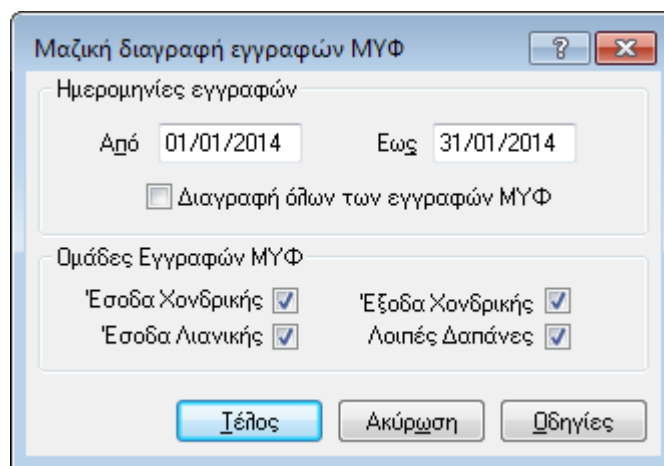 Μαζική διαγραφή εγγραφών ΜΥΦ
Ημερομηνίες εγγραφών
Από 01/01/2014 Εως 31/01/2014
Διαγραφή όλων των εγγραφών ΜΥΦ
Ομάδες Εγγραφών ΜΥΦ
Έσοδα Χονδρικής Έξοδα Χονδρικής
Έσοδα Λιανικής Λοιπές Δαπάνες
Τέλος Ακύρωση Οδηγίες